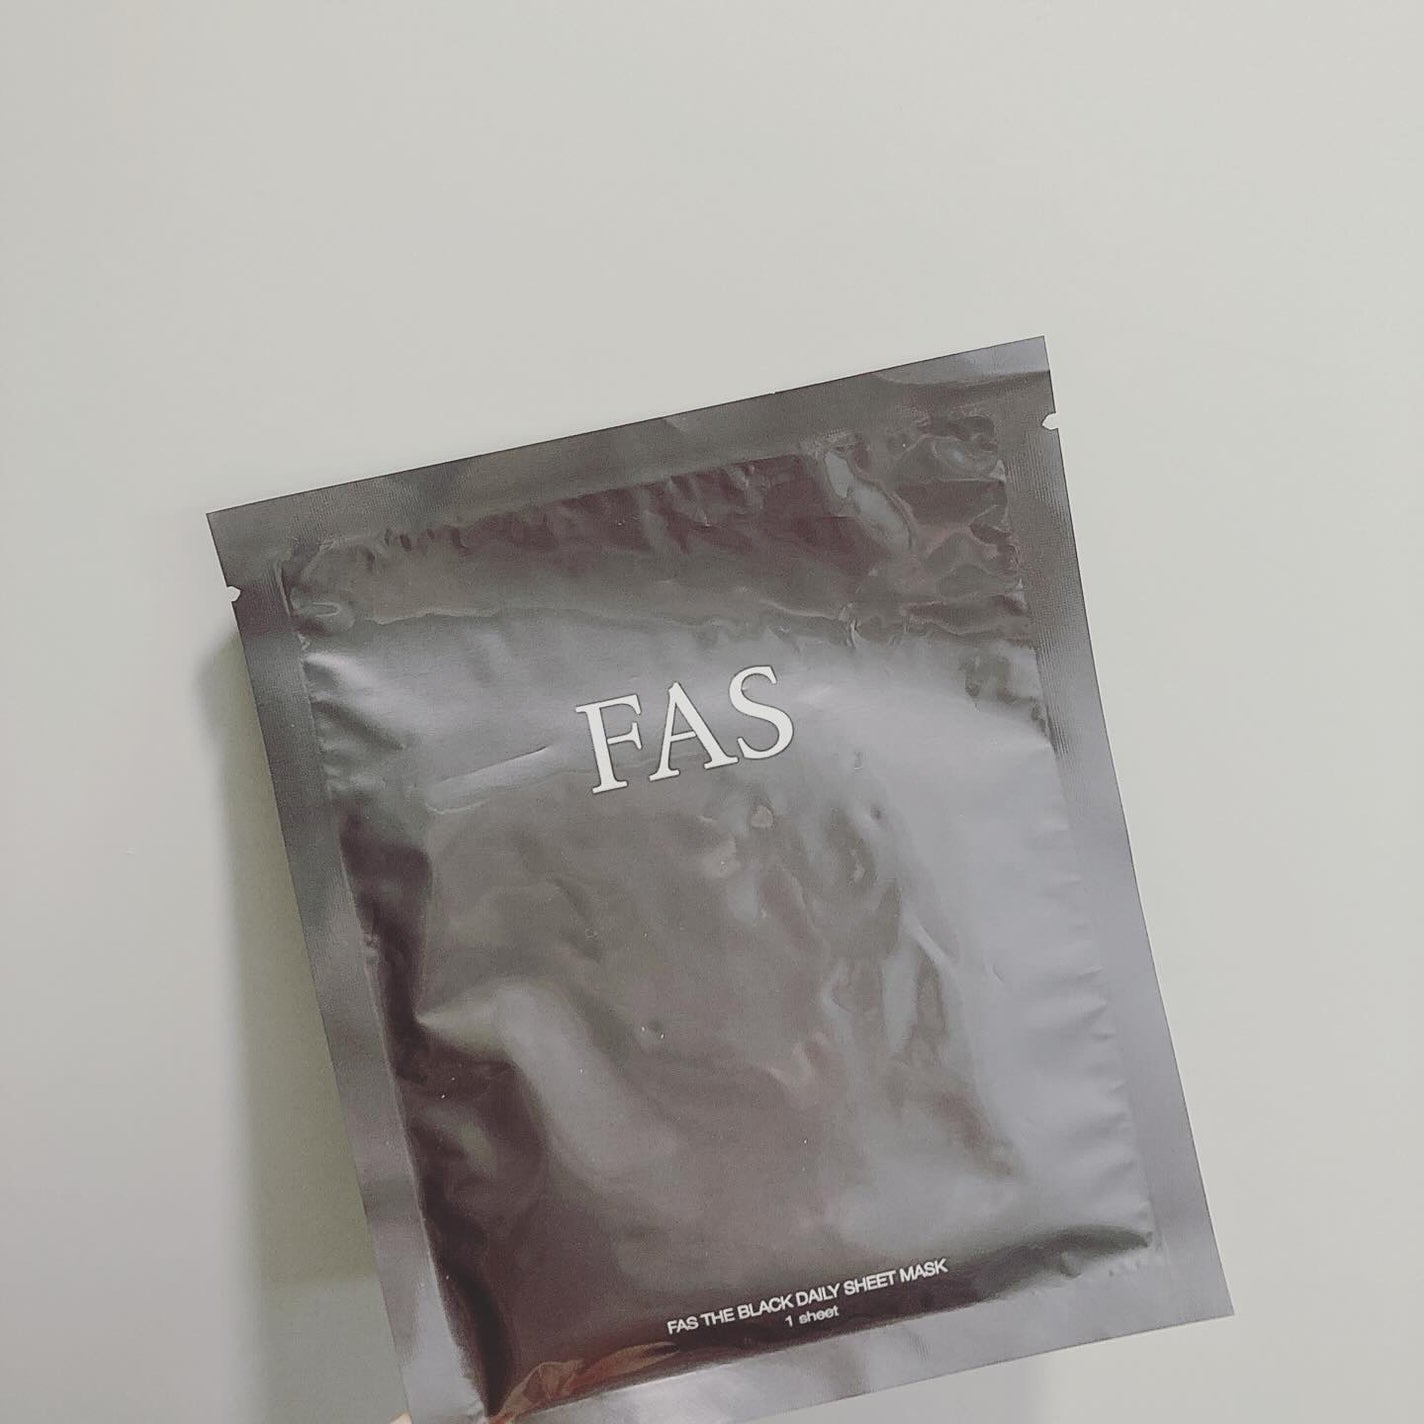 FAS
FAS THE BLACK DAILY SHEET MASK
1 sheet